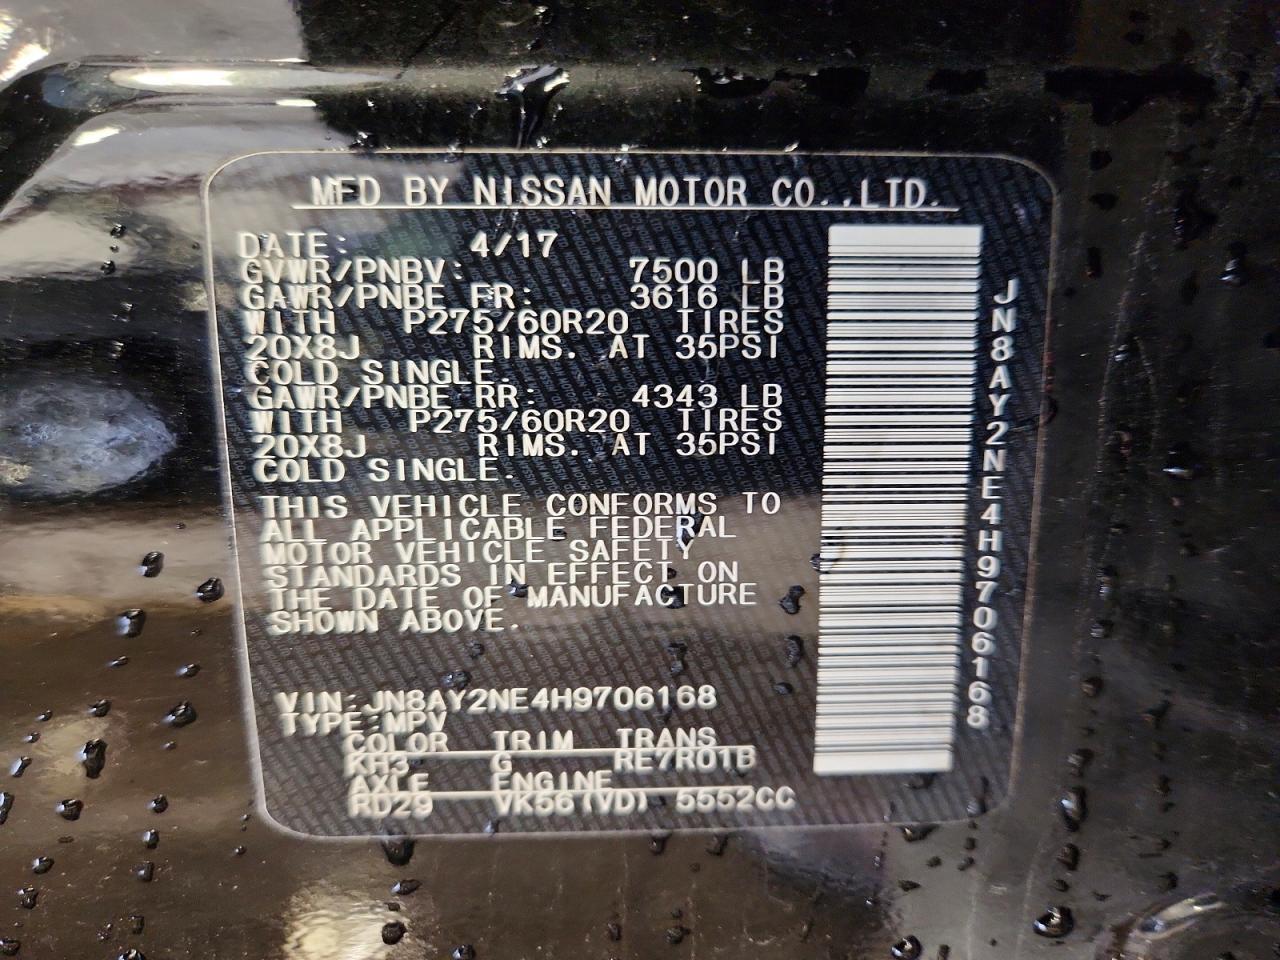 MFD BY NISSAN MOTOR CO.,LTD.
DATE: 4/17
GVWR/PNBV: 7500 LB
GAWR/PNBE FR: 3616 LB
WITH P275/60R20 TIRES
20X8J RIMS. AT 35PSI
COLD SINGLE.
GAWR/PNBE RR: 4343 LB
WITH P275/60R20 TIRES
20X8J RIMS. AT 35PSI
COLD SINGLE.
THIS VEHICLE CONFORMS TO
ALL APPLICABLE FEDERAL
MOTOR VEHICLE SAFETY
STANDARDS IN EFFECT ON
THE DATE OF MANUFACTURE
SHOWN ABOVE.
VIN:JN8AY2NE4H9706168
TYPE:MPV
COLOR TRIM TRANS
KH3 G RE7R01B
AXLE ENGINE
RD29 VK56(VD) 5552CC
JN8AY2NE4H9706168